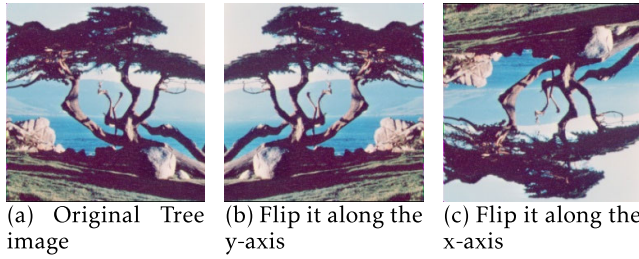 (a) Original Tree
image
(b) Flip it along the
y-axis
(c) Flip it along the
x-axis